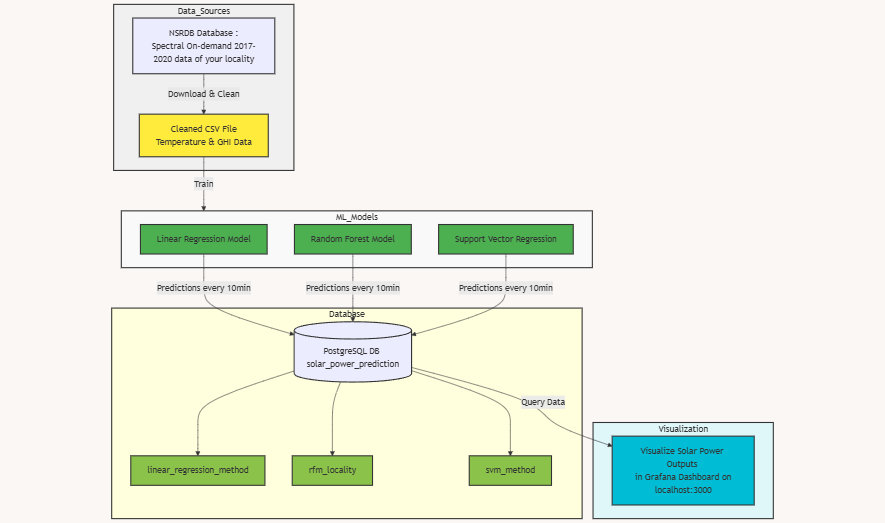 Data_Sources
NSRDB Database :
Spectral On-demand 2017-
2020 data of your locality
Download & Clean
Cleaned CSV File
Temperature & GHI Data
Train
ML_Models
Linear Regression Model
Random Forest Model
Support Vector Regression
Predictions every 10min
Predictions every 10min
Predictions every 10min
Database
PostgreSQL DB
solar_power_prediction
Query Data
linear_regression_method
rfm_locality
svm_method
Visualization
Visualize Solar Power
Outputs
in Grafana Dashboard on
localhost:3000